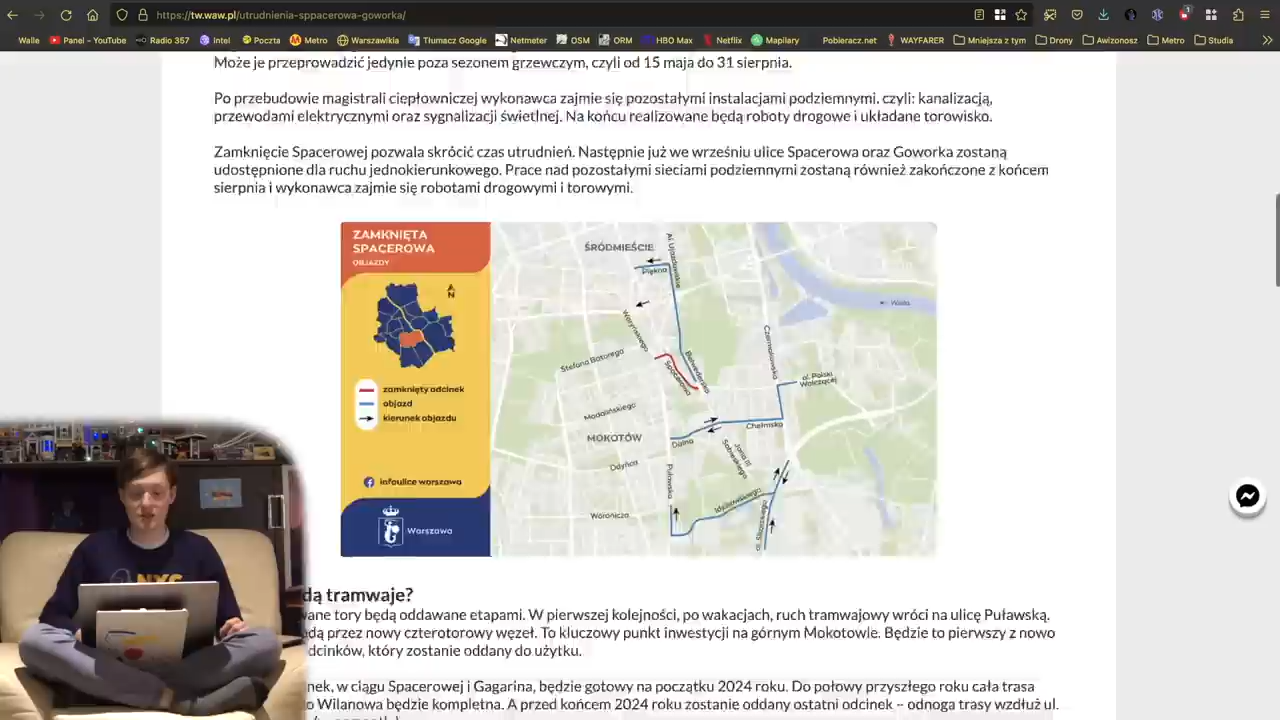 https://tw.waw.pl/utrudnienia-sppacerowa-goworka/
Walle Panel - YouTube Radio 357 Intel Poczta Metro Warszawikia Tłumacz Google Netmeter OSM ORM HBO Max Netflix Mapilary Pobieracz.net WAYFARER Mniejsza z tym Drony Awizonosz Metro Studia
Może je przeprowadzić jedynie poza sezonem grzewczym, czyli od 15 maja do 31 sierpnia.
Po przebudowie magistrali ciepłowniczej wykonawca zajmie się pozostałymi instalacjami podziemnymi, czyli: kanalizacją,
przewodami elektrycznymi oraz sygnalizacji świetlnej. Na końcu realizowane będą roboty drogowe i układane torowisko.
Zamknięcie Spacerowej pozwala skrócić czas utrudnień. Następnie już we wrześniu ulice Spacerowa oraz Goworka zostaną
udostępnione dla ruchu jednokierunkowego. Prace nad pozostałymi sieciami podziemnymi zostaną również zakończone z końcem
sierpnia i wykonawca zajmie się robotami drogowymi i torowymi.
ZAMKNIĘTA
SPACEROWA
OBJAZDY
N
zamknięty odcinek
objazd
kierunek objazdu
infoulice warszawa
Warszawa
ŚRÓDMIEŚCIE
Al. Ujazdowskie
Piękna
Wisła
Waryńskiego
Stefana Batorego
Spacerowa
Belwederska
Czerniakowska
al. Polski
Walczącej
Madalińskiego
Chełmska
MOKOTÓW
Dolna
Jana III
Sobieskiego
Odyńca
Puławska
Idzikowskiego
Woronicza
NYC
dą tramwaje?
wane tory będą oddawane etapami. W pierwszej kolejności, po wakacjach, ruch tramwajowy wróci na ulicę Puławską.
dą przez nowy czterotorowy węzeł. To kluczowy punkt inwestycji na górnym Mokotowie. Będzie to pierwszy z nowo
dcinków, który zostanie oddany do użytku.
nek, w ciągu Spacerowej i Gagarina, będzie gotowy na początku 2024 roku. Do połowy przyszłego roku cała trasa
o Wilanowa będzie kompletna. A przed końcem 2024 roku zostanie oddany ostatni odcinek – odnoga trasy wzdłuż ul.